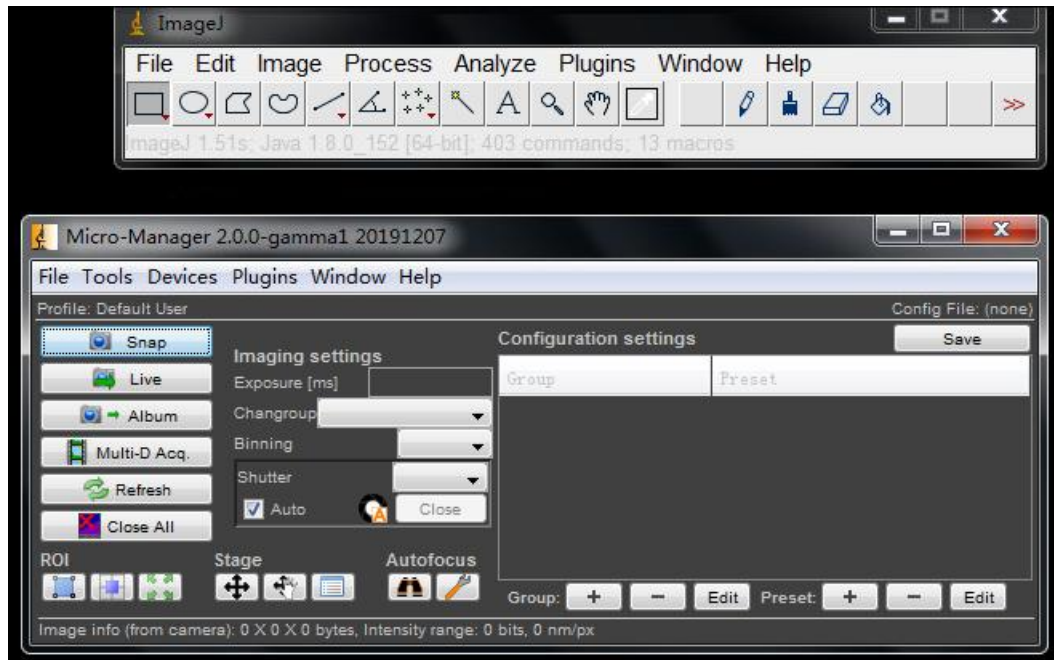 ImageJ
File Edit Image Process Analyze Plugins Window Help
A
>>
ImageJ 1.51s; Java 1.8.0_152 [64-bit]; 403 commands; 13 macros
Micro-Manager 2.0.0-gamma1 20191207
File Tools Devices Plugins Window Help
Profile: Default User Config File: (none)
Snap Configuration settings Save
Imaging settings
Live Exposure [ms] Group Preset
Album Changroup
Multi-D Acq. Binning
Refresh Shutter
Auto A Close
Close All
ROI Stage Autofocus
Group: + - Edit Preset: + - Edit
Image info (from camera): 0 X 0 X 0 bytes, Intensity range: 0 bits, 0 nm/px